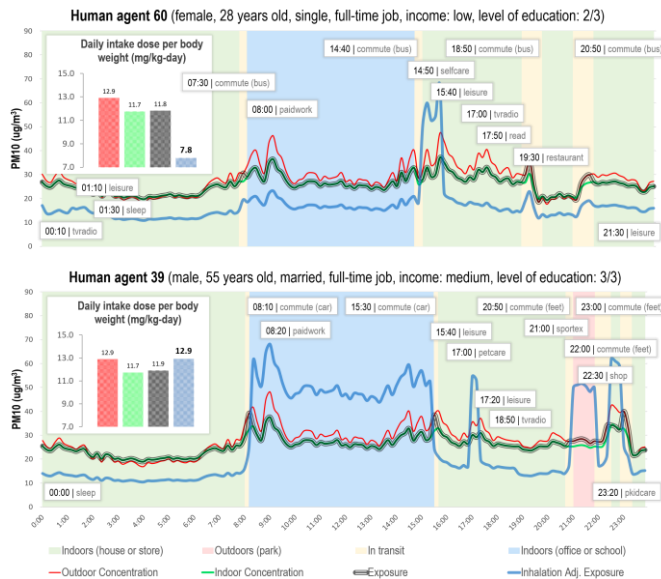 Human agent 60 (female, 28 years old, single, full-time job, income: low, level of education: 2/3)
90
80
70
60
50
40
30
20
10
0
PM10 (ug/m³)
Daily intake dose per body
weight (mg/kg-day)
15.0
13.0
11.0
9.0
7.0
12.9
11.7
11.8
7.8
00:10 | tvradio
01:10 | leisure
01:30 | sleep
07:30 | commute (bus)
08:00 | paidwork
14:40 | commute (bus)
14:50 | selfcare
15:40 | leisure
17:00 | tvradio
17:50 | read
18:50 | commute (bus)
19:30 | restaurant
20:50 | commute (bus)
21:30 | leisure
Human agent 39 (male, 55 years old, married, full-time job, income: medium, level of education: 3/3)
90
80
70
60
50
40
30
20
10
0
PM10 (ug/m³)
Daily intake dose per body
weight (mg/kg-day)
15.0
13.0
11.0
9.0
7.0
12.9
11.7
11.9
12.9
00:00 | sleep
08:10 | commute (car)
08:20 | paidwork
15:30 | commute (car)
15:40 | leisure
17:00 | petcare
17:20 | leisure
18:50 | tvradio
20:50 | commute (feet)
21:00 | sportex
22:00 | commute (feet)
22:30 | shop
23:00 | commute (feet)
23:20 | pkidcare
0:00 1:00 2:00 3:00 4:00 5:00 6:00 7:00 8:00 9:00 10:00 11:00 12:00 13:00 14:00 15:00 16:00 17:00 18:00 19:00 20:00 21:00 22:00 23:00
Indoors (house or store) Outdoors (park) In transit Indoors (office or school)
Outdoor Concentration Indoor Concentration Exposure Inhalation Adj. Exposure